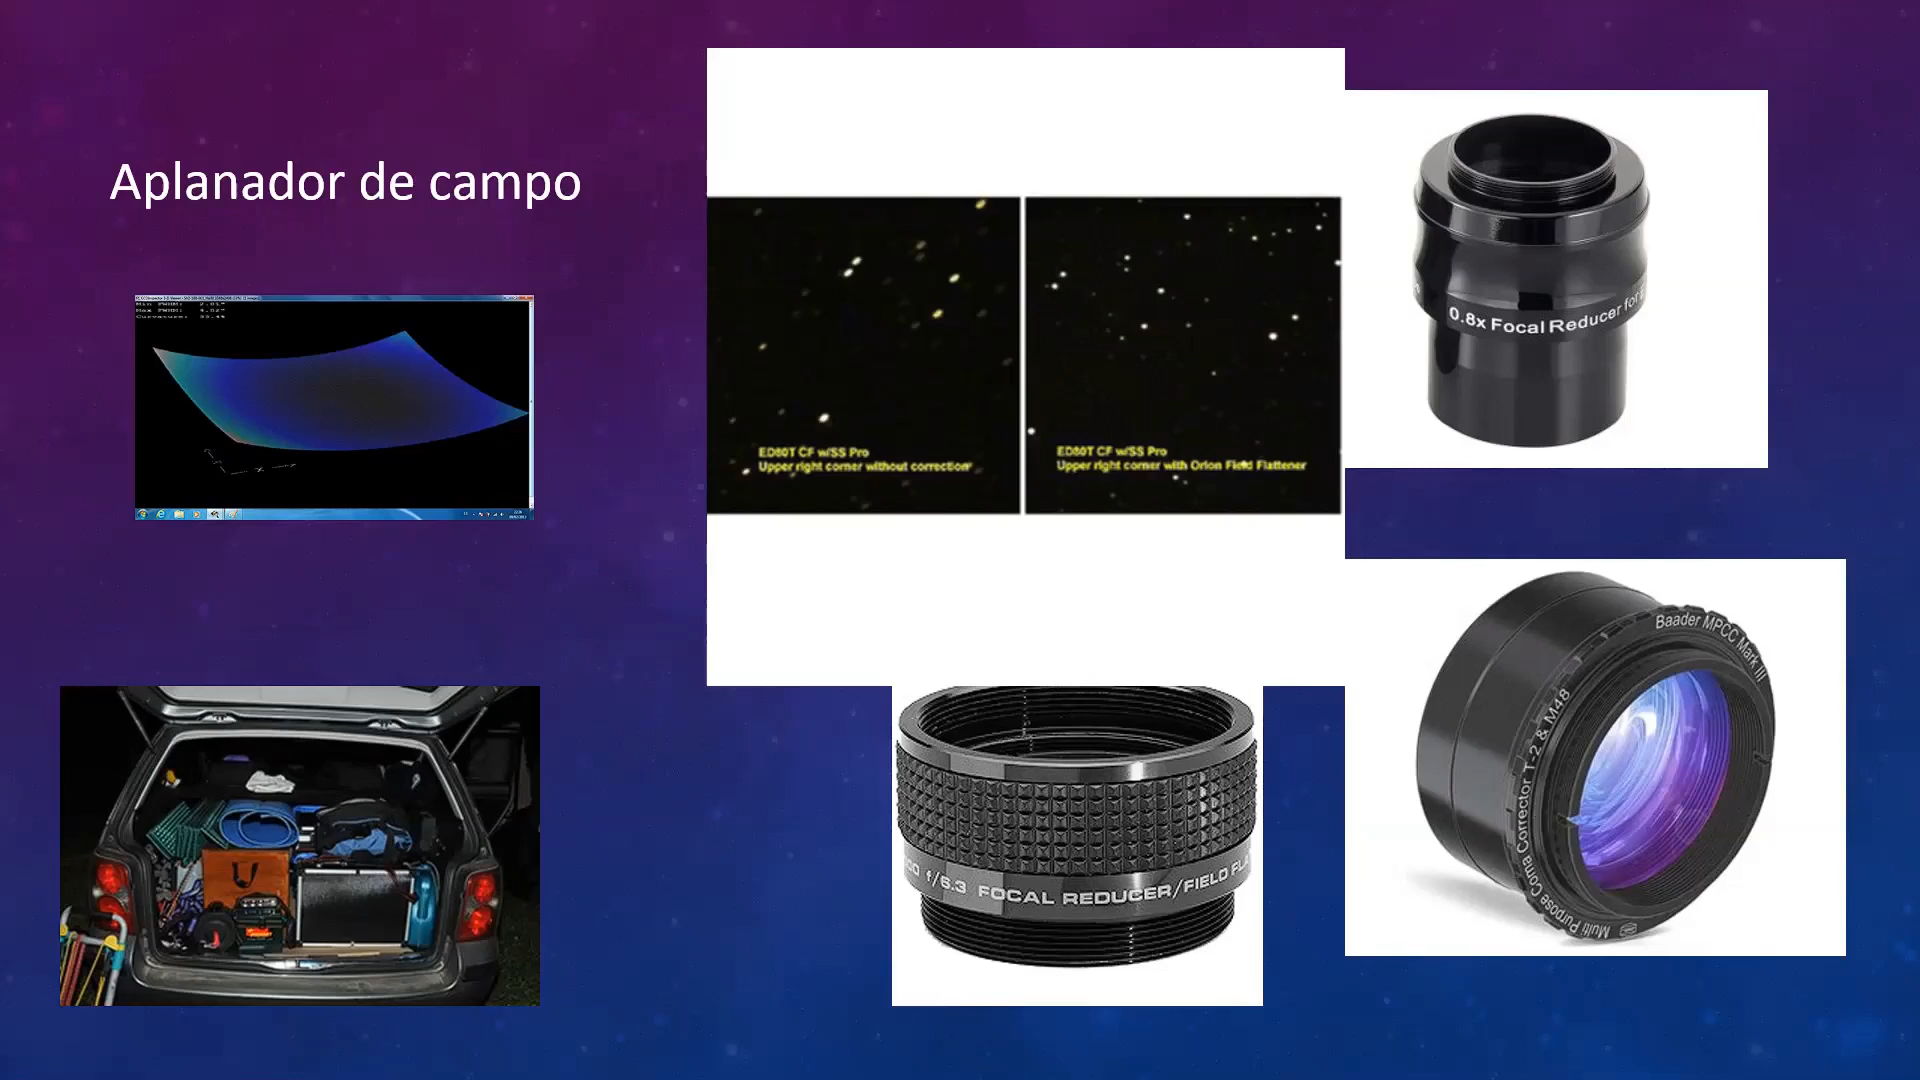 Aplanador de campo
ED80T CF w/SS Pro
Upper right corner without correction
ED80T CF w/SS Pro
Upper right corner with Orion Field Flattener
0.8x Focal Reducer for
f/6.3 FOCAL REDUCER/FIELD
Baader MPCC Mark III
Multi Purpose Coma Corrector T-2 & M48